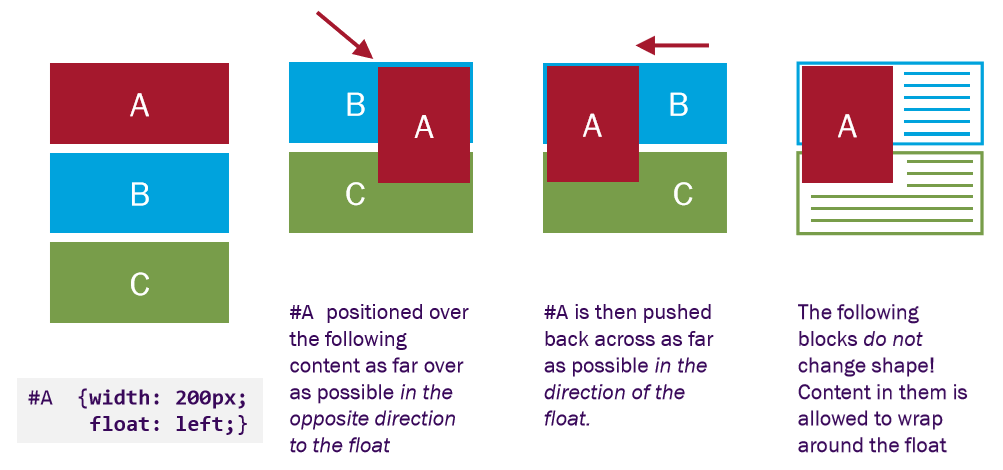 A
B
C
#A  {width: 200px;
float: left;}
B
A
C
#A  positioned over
the following
content as far over
as possible in the
opposite direction
to the float
A
B
C
#A is then pushed
back across as far
as possible in the
direction of the
float.
A
The following
blocks do not
change shape!
Content in them is
allowed to wrap
around the float